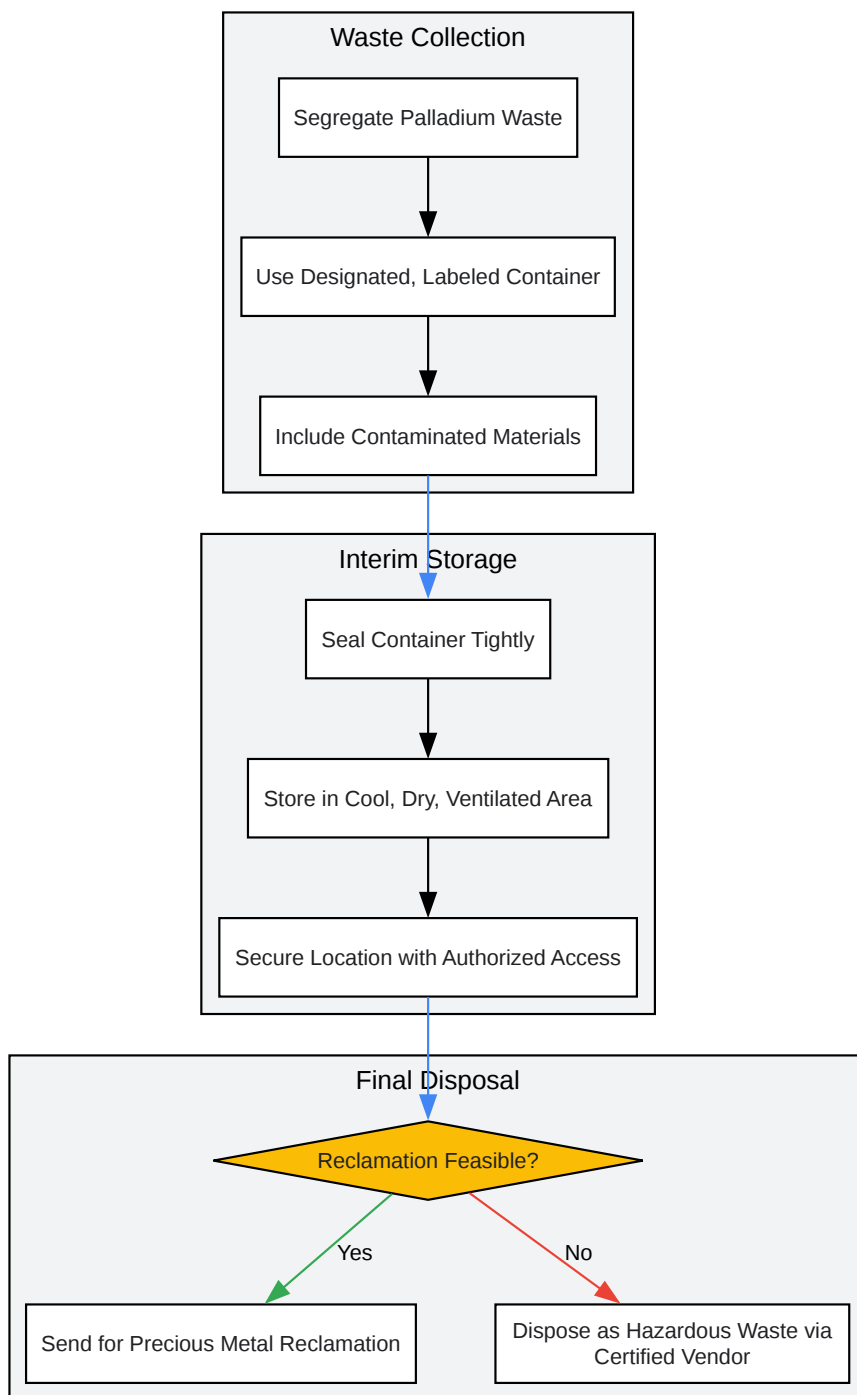 Waste Collection
Segregate Palladium Waste
Use Designated, Labeled Container
Include Contaminated Materials
Interim Storage
Seal Container Tightly
Store in Cool, Dry, Ventilated Area
Secure Location with Authorized Access
Final Disposal
Reclamation Feasible?
Yes
No
Send for Precious Metal Reclamation
Dispose as Hazardous Waste via
Certified Vendor